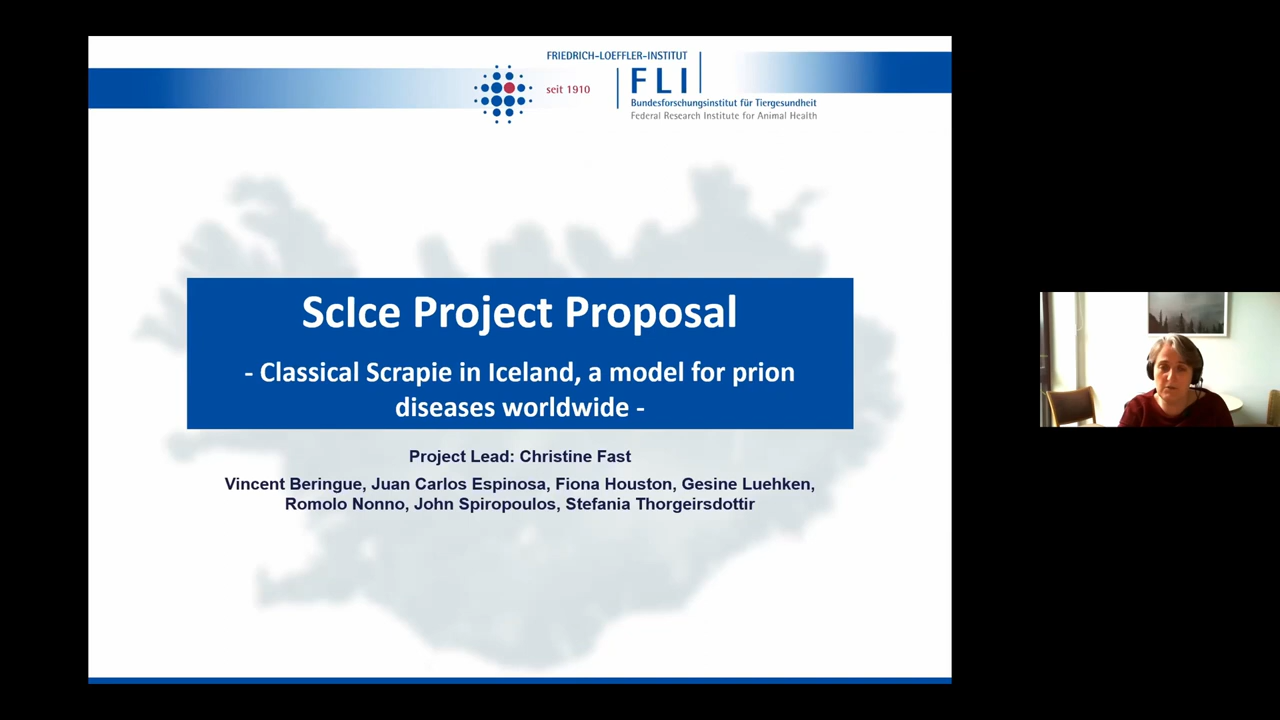 FRIEDRICH-LOEFFLER-INSTITUT
seit 1910
FLI
Bundesforschungsinstitut für Tiergesundheit
Federal Research Institute for Animal Health
ScIce Project Proposal
- Classical Scrapie in Iceland, a model for prion
diseases worldwide -
Project Lead: Christine Fast
Vincent Beringue, Juan Carlos Espinosa, Fiona Houston, Gesine Luehken,
Romolo Nonno, John Spiropoulos, Stefania Thorgeirsdottir